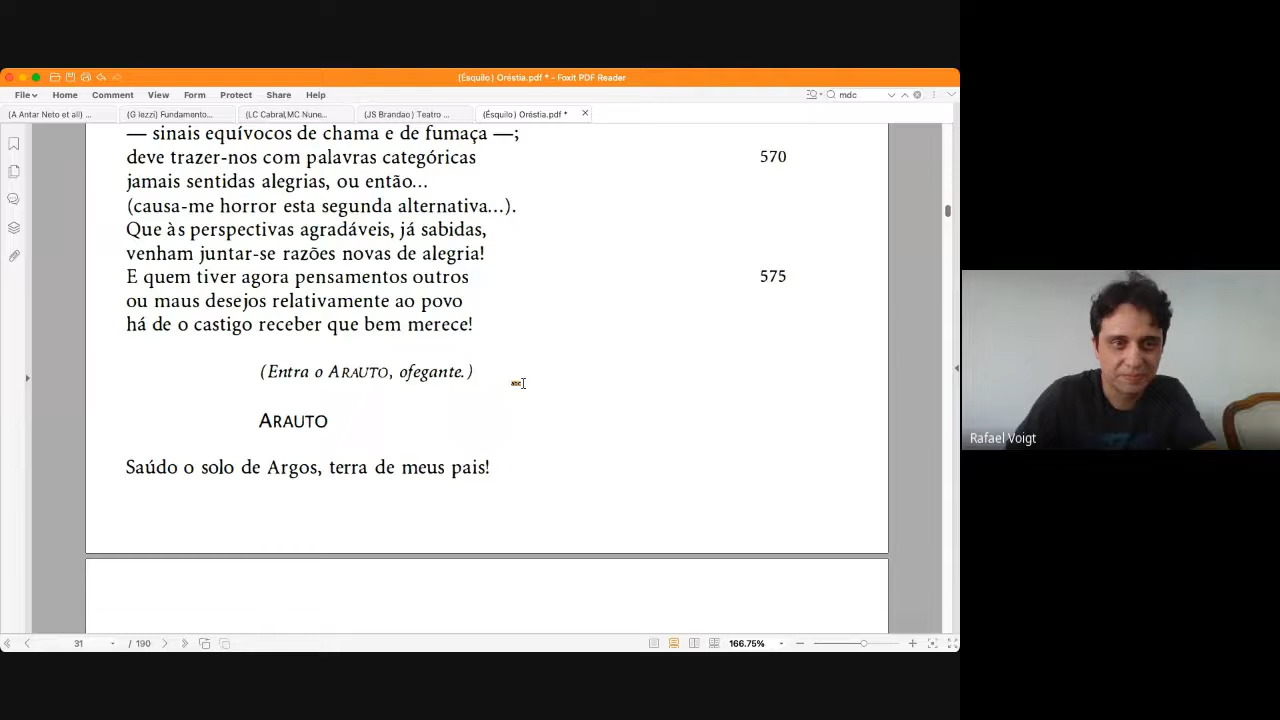 (Ésquilo) Oréstia.pdf * - Foxit PDF Reader
File Home Comment View Form Protect Share Help mdc
(A Antar Neto et all) ... (G Iezzi) Fundamento... (LC Cabral,MC Nune... (JS Brandao) Teatro ... (Ésquilo) Oréstia.pdf *
— sinais equívocos de chama e de fumaça —;
deve trazer-nos com palavras categóricas 570
jamais sentidas alegrias, ou então...
(causa-me horror esta segunda alternativa...).
Que às perspectivas agradáveis, já sabidas,
venham juntar-se razões novas de alegria!
E quem tiver agora pensamentos outros 575
ou maus desejos relativamente ao povo
há de o castigo receber que bem merece!
(Entra o ARAUTO, ofegante.)
ARAUTO
Saúdo o solo de Argos, terra de meus pais!
Rafael Voigt
31 / 190 166.75%